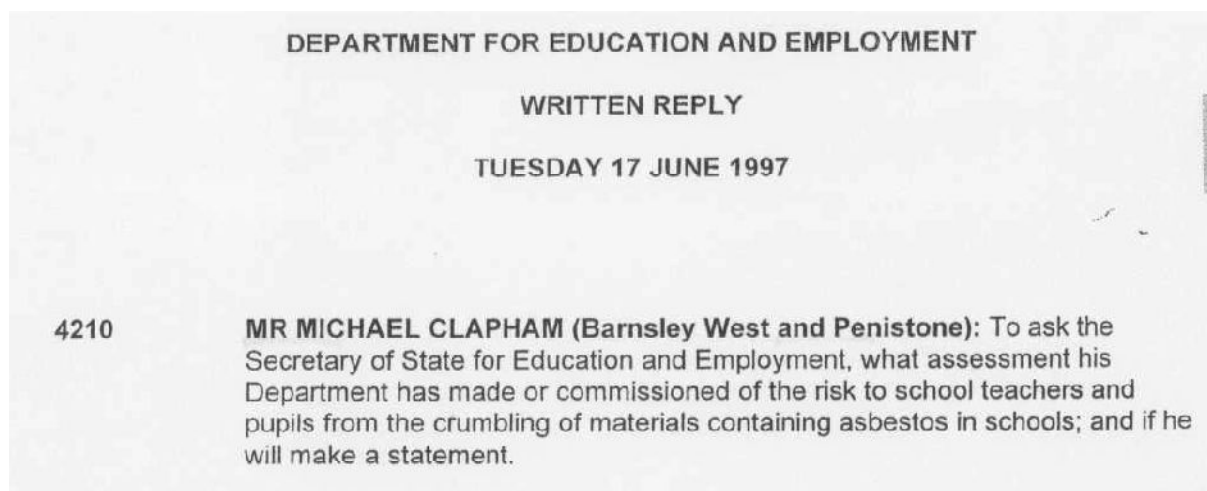 DEPARTMENT FOR EDUCATION AND EMPLOYMENT
WRITTEN REPLY
TUESDAY 17 JUNE 1997
4210 MR MICHAEL CLAPHAM (Barnsley West and Penistone): To ask the
Secretary of State for Education and Employment, what assessment his
Department has made or commissioned of the risk to school teachers and
pupils from the crumbling of materials containing asbestos in schools; and if he
will make a statement.